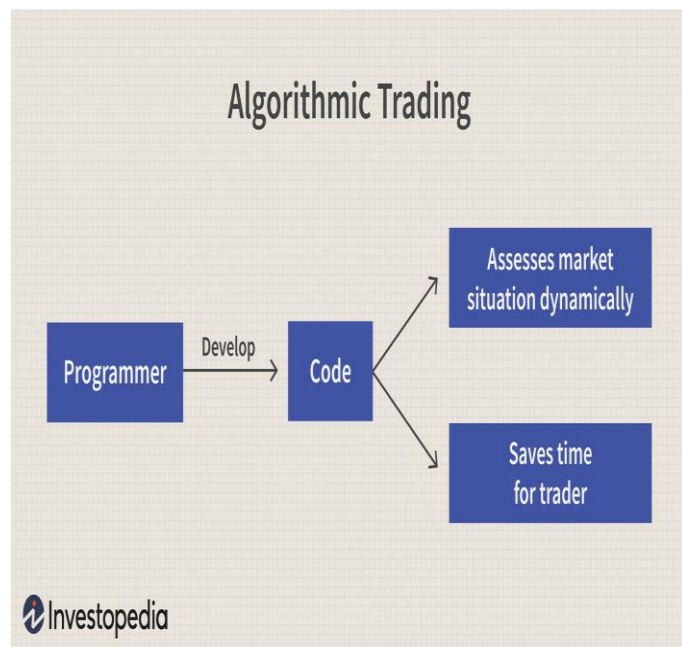 Algorithmic Trading
Programmer
Develop
Code
Assesses market
situation dynamically
Saves time
for trader
Investopedia